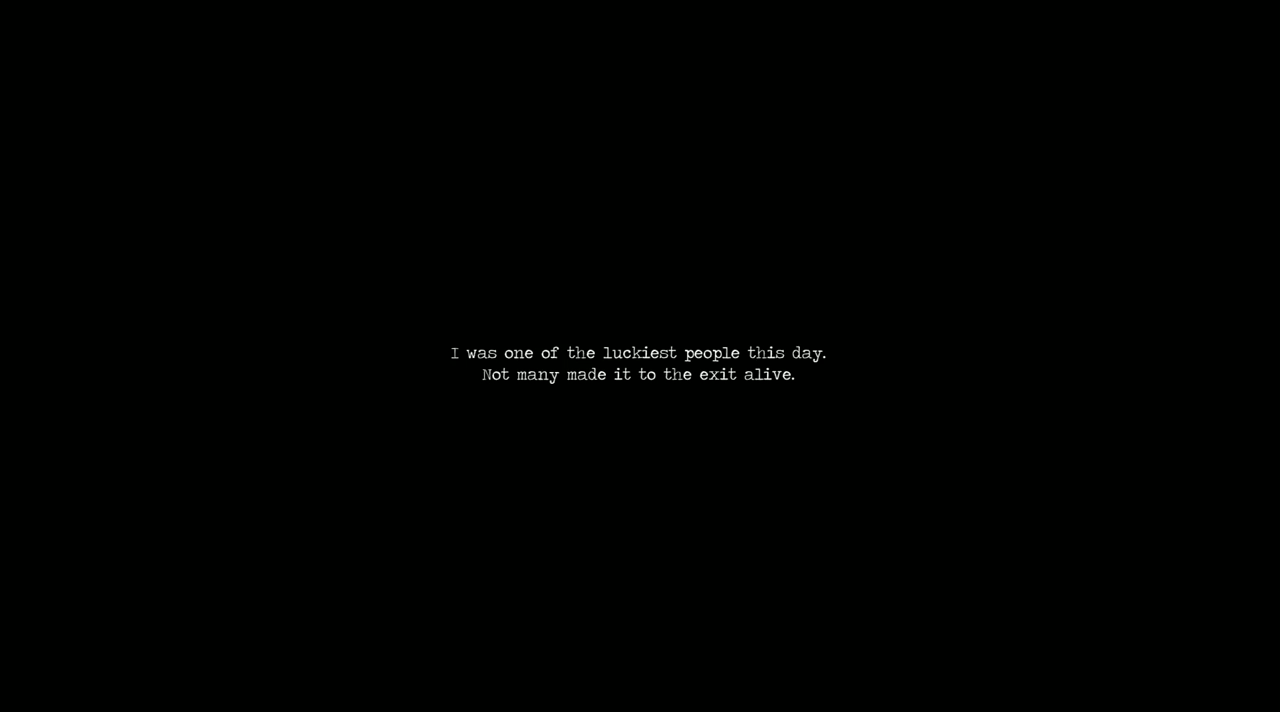 I was one of the luckiest people this day.
Not many made it to the exit alive.